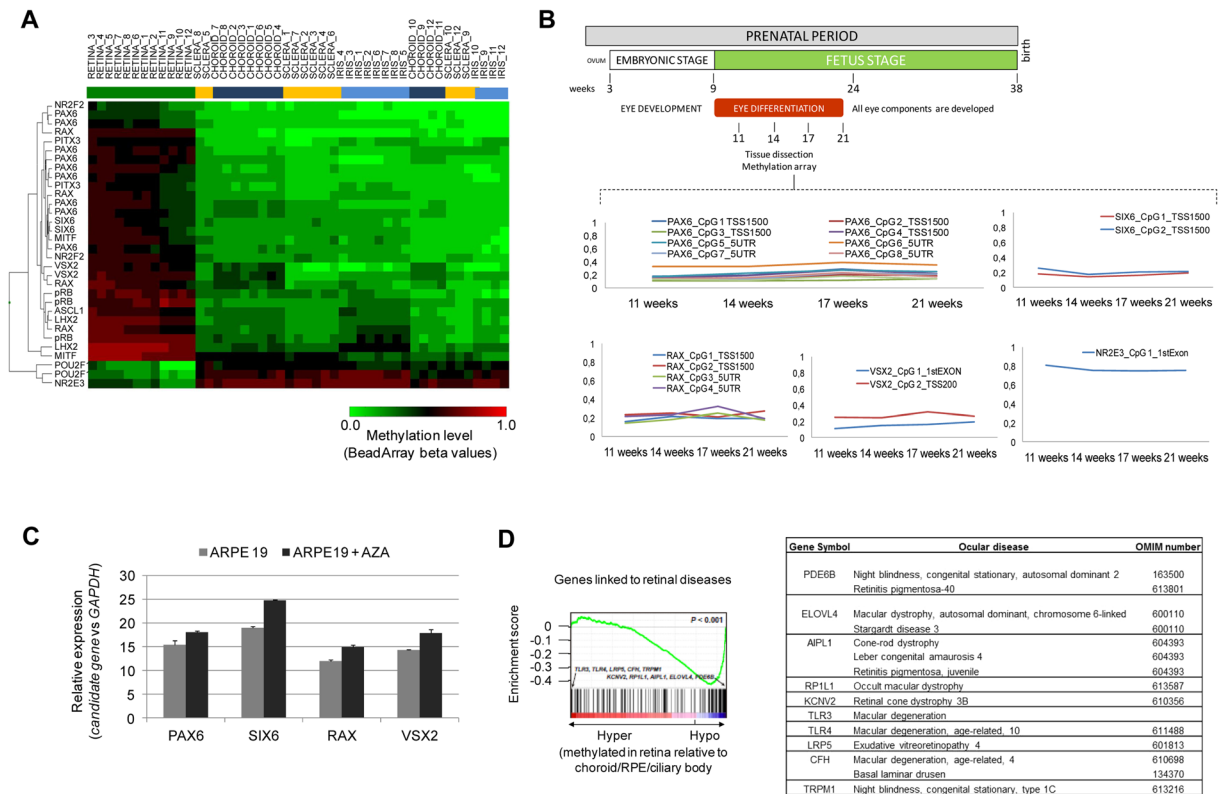 A
RETINA_3
RETINA_4
RETINA_5
RETINA_7
RETINA_8
RETINA_6
RETINA_1
RETINA_2
RETINA_11
RETINA_9
RETINA_10
RETINA_12
SCLERA_8
SCLERA_5
CHOROID_7
CHOROID_8
CHOROID_2
CHOROID_3
CHOROID_1
CHOROID_6
CHOROID_5
CHOROID_4
SCLERA_1
SCLERA_7
SCLERA_2
SCLERA_3
SCLERA_4
SCLERA_6
IRIS_4
IRIS_3
IRIS_1
IRIS_2
IRIS_6
IRIS_7
IRIS_8
IRIS_5
CHOROID_10
CHOROID_9
CHOROID_12
CHOROID_11
SCLERA_10
SCLERA_12
SCLERA_9
IRIS_10
IRIS_9
IRIS_11
IRIS_12
NR2F2
PAX6
PAX6
RAX
PITX3
PAX6
PAX6
PAX6
PAX6
PITX3
RAX
PAX6
PAX6
SIX6
SIX6
MITF
PAX6
NR2F2
VSX2
VSX2
RAX
pRB
pRB
ASCL1
LHX2
RAX
pRB
LHX2
MITF
POU2F
POU2F
NR2E3
0.0 1.0
Methylation level
(BeadArray beta values)
B
PRENATAL PERIOD
birth
OVUM EMBRYONIC STAGE FETUS STAGE
weeks 3 9 24 38
EYE DEVELOPMENT EYE DIFFERENTIATION All eye components are developed
11 14 17 21
Tissue dissection
Methylation array
PAX6_CpG1 TSS1500 PAX6_CpG2_TSS1500
PAX6_CpG3_TSS1500 PAX6_CpG4_TSS1500
PAX6_CpG5_5UTR PAX6_CpG6_5UTR
PAX6_CpG7_5UTR PAX6_CpG8_5UTR
1
0,8
0,6
0,4
0,2
0
11 weeks 14 weeks 17 weeks 21 weeks
SIX6_CpG1_TSS1500
SIX6_CpG2_TSS1500
1
0,8
0,6
0,4
0,2
0
11 weeks 14 weeks 17 weeks 21 weeks
RAX_CpG1_TSS1500
RAX_CpG2_TSS1500
RAX_CpG3_5UTR
RAX_CpG4_5UTR
1
0,8
0,6
0,4
0,2
0
11 weeks 14 weeks 17 weeks 21 weeks
VSX2_CpG1_1stEXON
VSX2_CpG2_TSS200
1
0,8
0,6
0,4
0,2
0
11 weeks 14 weeks 17 weeks 21 weeks
NR2E3_CpG1_1stExon
1
0,8
0,6
0,4
0,2
0
11 weeks 14 weeks 17 weeks 21 weeks
C
ARPE 19 ARPE19 + AZA
Relative expression
(candidate gene vs GAPDH)
30
25
20
15
10
5
0
PAX6 SIX6 RAX VSX2
D
Genes linked to retinal diseases
Enrichment score
0
-0.1
-0.2
-0.3
-0.4
P < 0.001
TLR3, TLR4, LRP5, CFH, TRPM1
KCNV2, RP1L1, AIPL1, ELOVL4, PDE6B
Hyper Hypo
(methylated in retina relative to
choroid/RPE/ciliary body
Gene Symbol Ocular disease OMIM number
PDE6B Night blindness, congenital stationary, autosomal dominant 2 163500
Retinitis pigmentosa-40 613801
ELOVL4 Macular dystrophy, autosomal dominant, chromosome 6-linked 600110
Stargardt disease 3 600110
AIPL1 Cone-rod dystrophy 604393
Leber congenital amaurosis 4 604393
Retinitis pigmentosa, juvenile 604393
RP1L1 Occult macular dystrophy 613587
KCNV2 Retinal cone dystrophy 3B 610356
TLR3 Macular degeneration
TLR4 Macular degeneration, age-related, 10 611488
LRP5 Exudative vitreoretinopathy 4 601813
CFH Macular degeneration, age-related, 4 610698
Basal laminar drusen 134370
TRPM1 Night blindness, congenital stationary, type 1C 613216